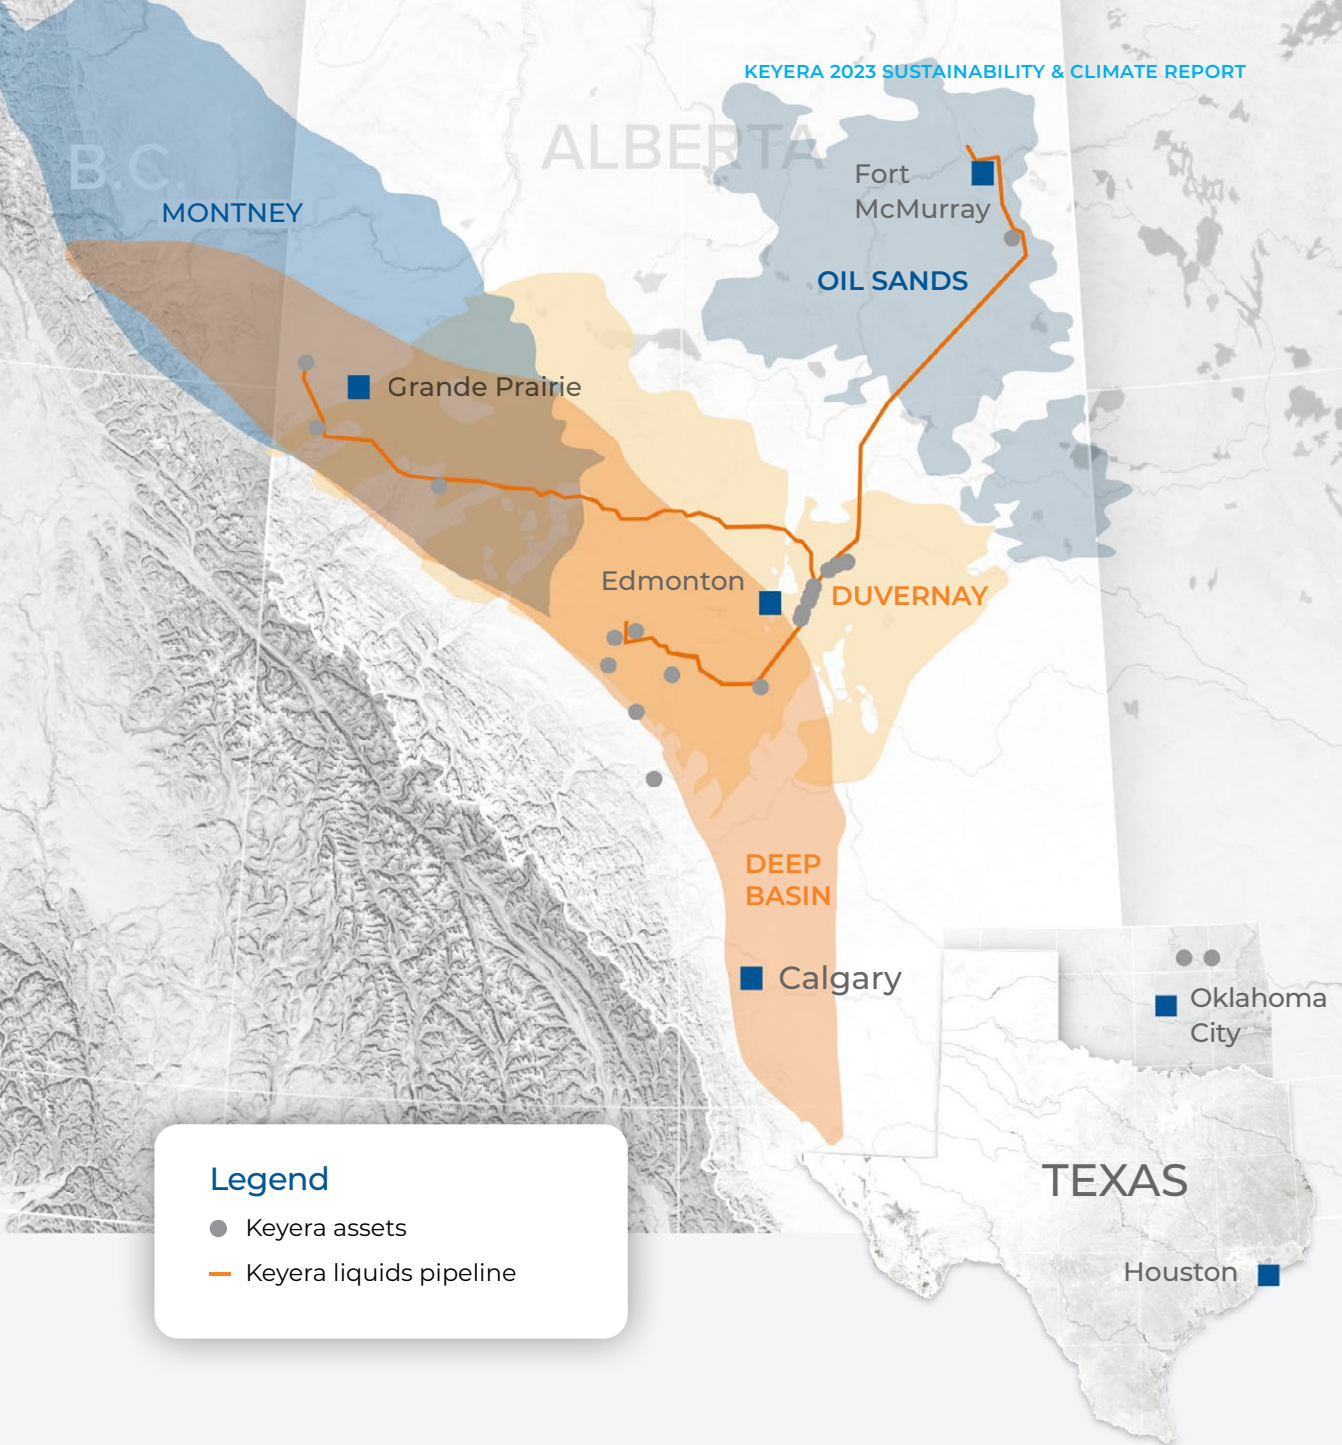 KEYERA 2023 SUSTAINABILITY & CLIMATE REPORT
ALBERTA
B.C.
MONTNEY
Fort
McMurray
OIL SANDS
Grande Prairie
Edmonton
DUVERNAY
DEEP
BASIN
Calgary
Oklahoma
City
TEXAS
Houston
Legend
Keyera assets
Keyera liquids pipeline